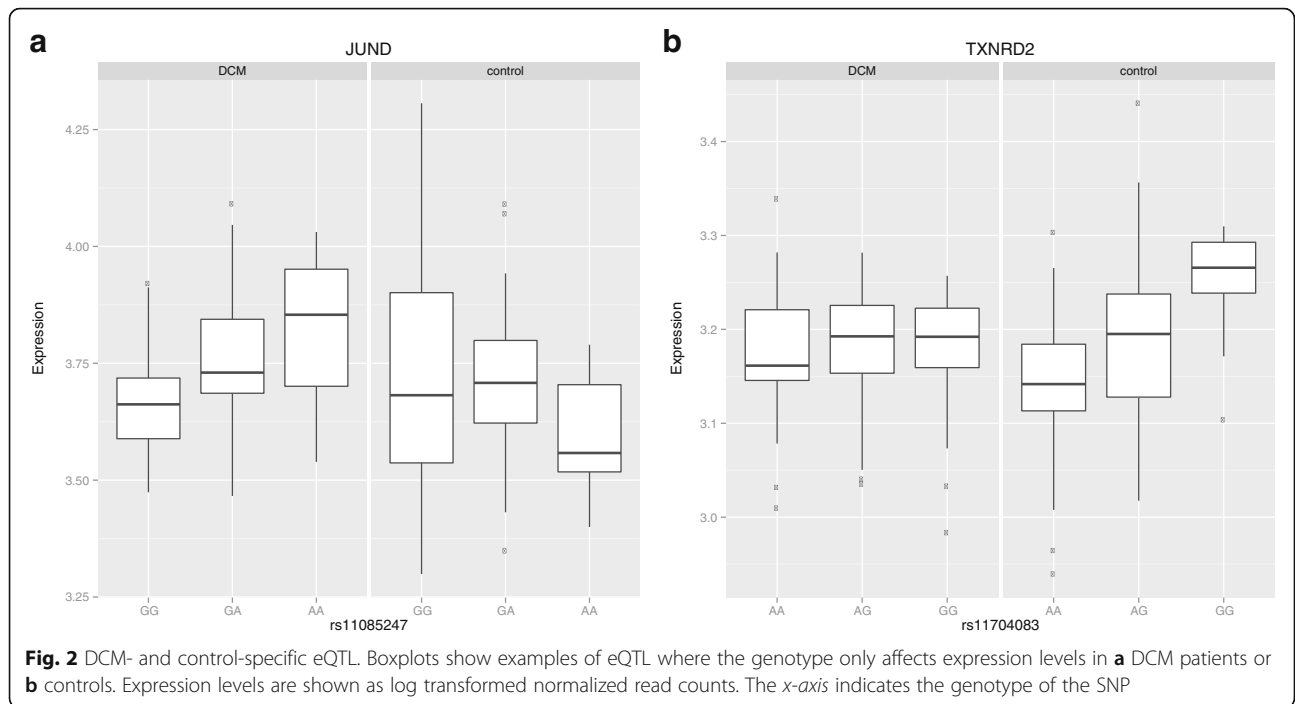 a
JUND
DCM
control
4.25
4.00
3.75
3.50
3.25
Expression
GG
GA
AA
GG
GA
AA
rs11085247
b
TXNRD2
DCM
control
3.4
3.3
3.2
3.1
3.0
Expression
AA
AG
GG
AA
AG
GG
rs11704083
Fig. 2 DCM- and control-specific eQTL. Boxplots show examples of eQTL where the genotype only affects expression levels in a DCM patients or
b controls. Expression levels are shown as log transformed normalized read counts. The x-axis indicates the genotype of the SNP